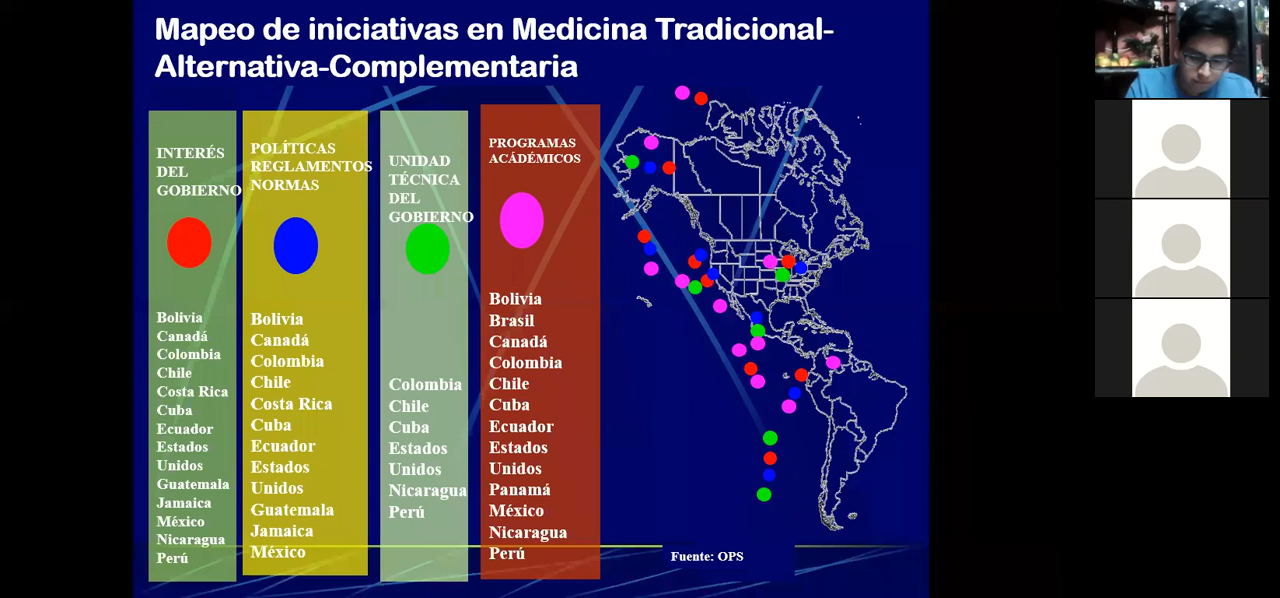 Mapeo de iniciativas en Medicina Tradicional-
Alternativa-Complementaria
INTERÉS
DEL
GOBIERNO
Bolivia
Canadá
Colombia
Chile
Costa Rica
Cuba
Ecuador
Estados
Unidos
Guatemala
Jamaica
México
Nicaragua
Perú
POLÍTICAS
REGLAMENTOS
NORMAS
Bolivia
Canadá
Colombia
Chile
Costa Rica
Cuba
Ecuador
Estados
Unidos
Guatemala
Jamaica
México
UNIDAD
TÉCNICA
DEL
GOBIERNO
Colombia
Chile
Cuba
Estados
Unidos
Nicaragua
Perú
PROGRAMAS
ACÁDÉMICOS
Bolivia
Brasil
Canadá
Colombia
Chile
Cuba
Ecuador
Estados
Unidos
Panamá
México
Nicaragua
Perú
Fuente: OPS